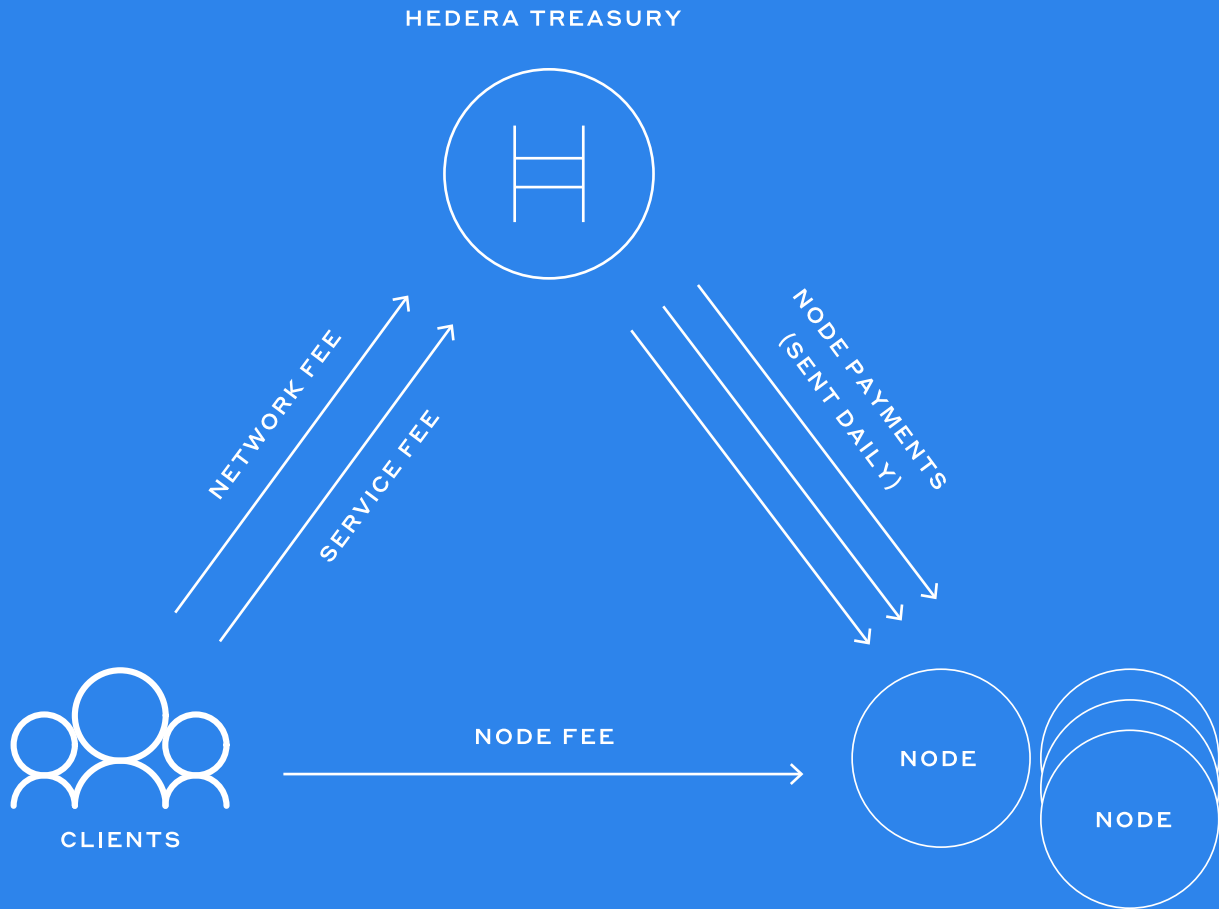 HEDERA TREASURY
NETWORK FEE
SERVICE FEE
NODE PAYMENTS
(SENT DAILY)
NODE FEE
CLIENTS
NODE
NODE